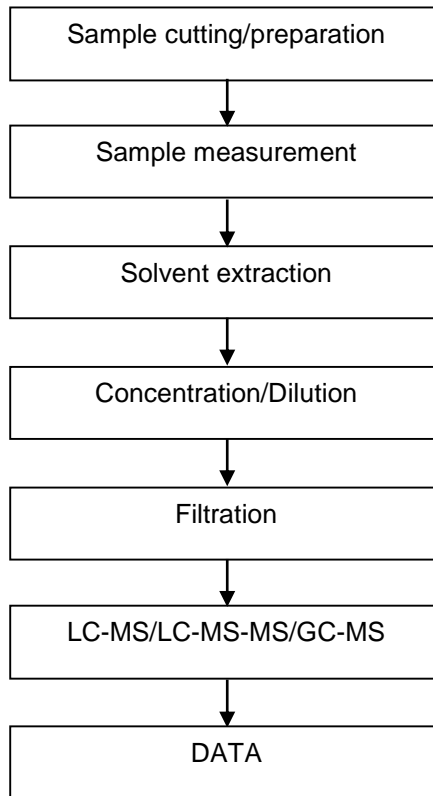 Sample cutting/preparation
Sample measurement
Solvent extraction
Concentration/Dilution
Filtration
LC-MS/LC-MS-MS/GC-MS
DATA